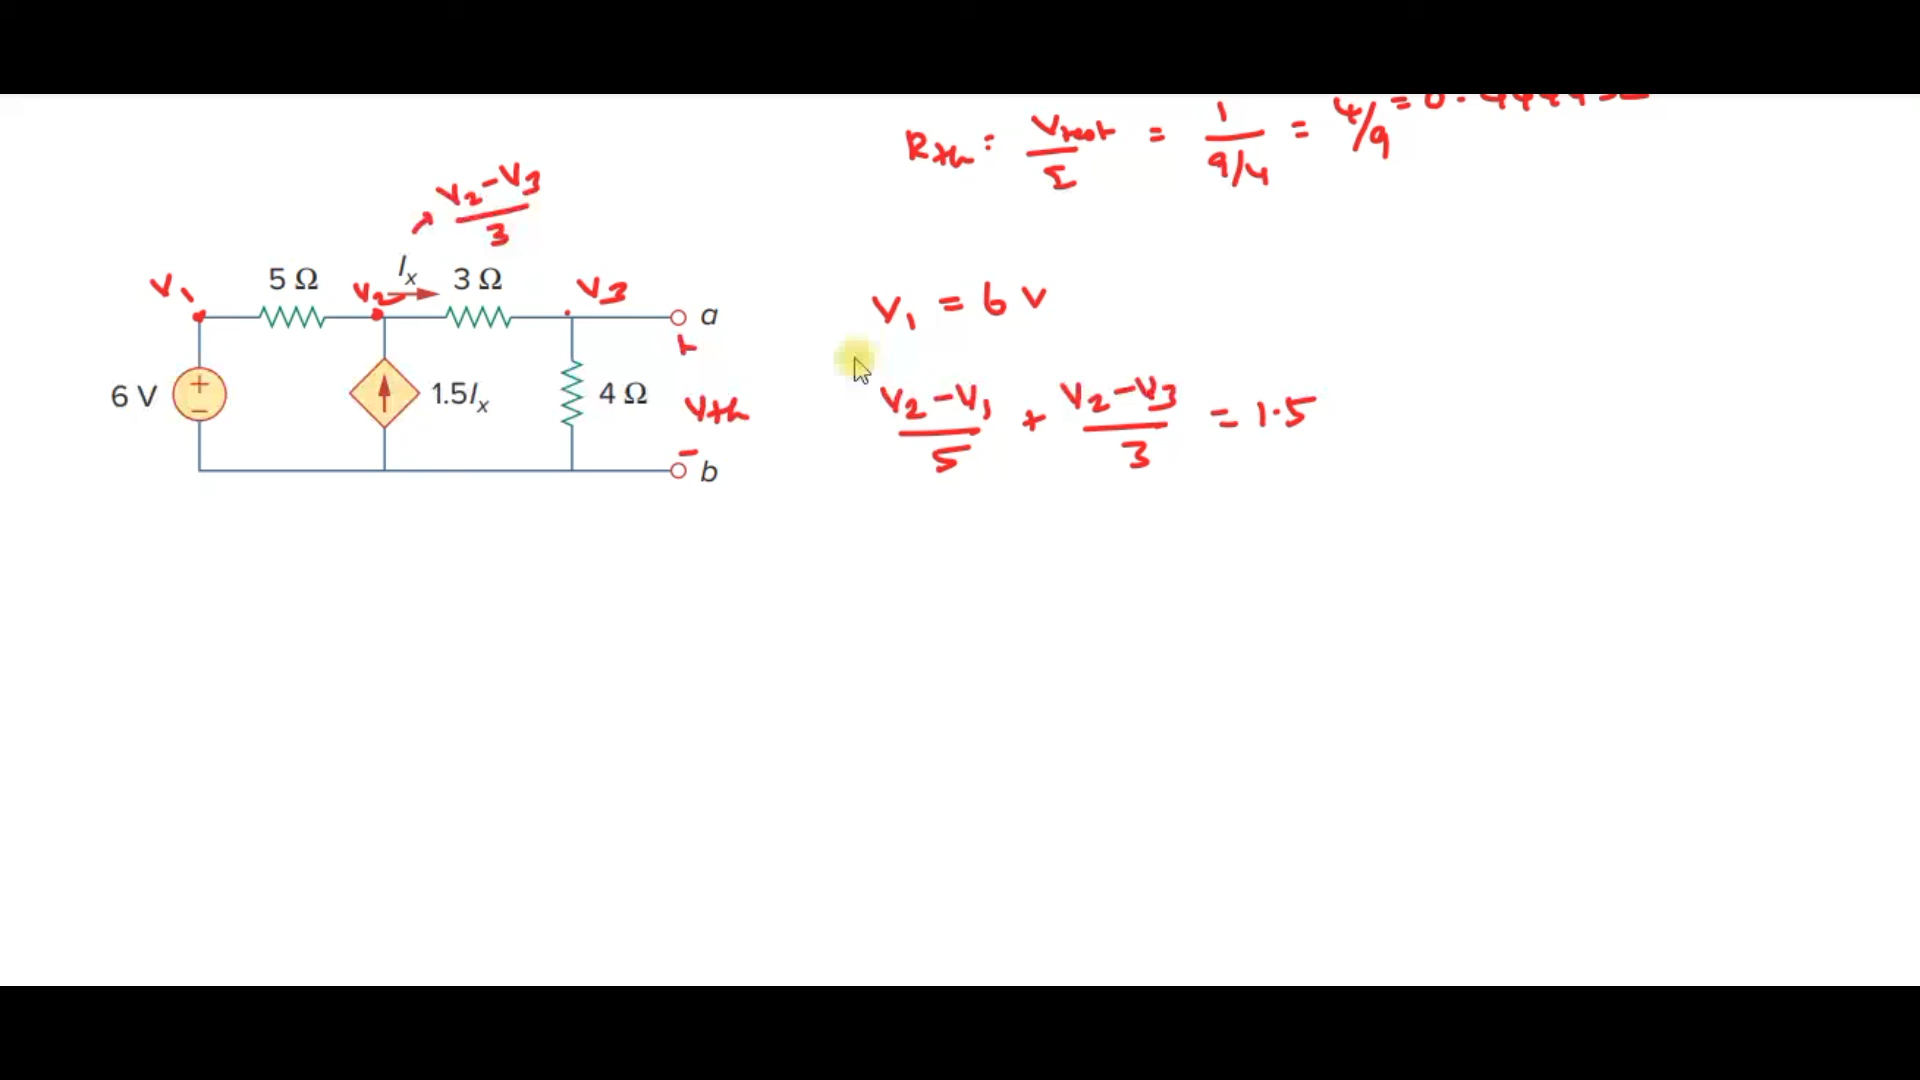 Rth = Vtest/I = 1/(9/4) = 4/9
V2-V3/3
5 Ω
Ix
3 Ω
V1
V2
V3
a
+
V1 = 6 V
6 V
+
−
1.5Ix
4 Ω
Vth
V2-V1/5 + V2-V3/3 = 1.5
−
b